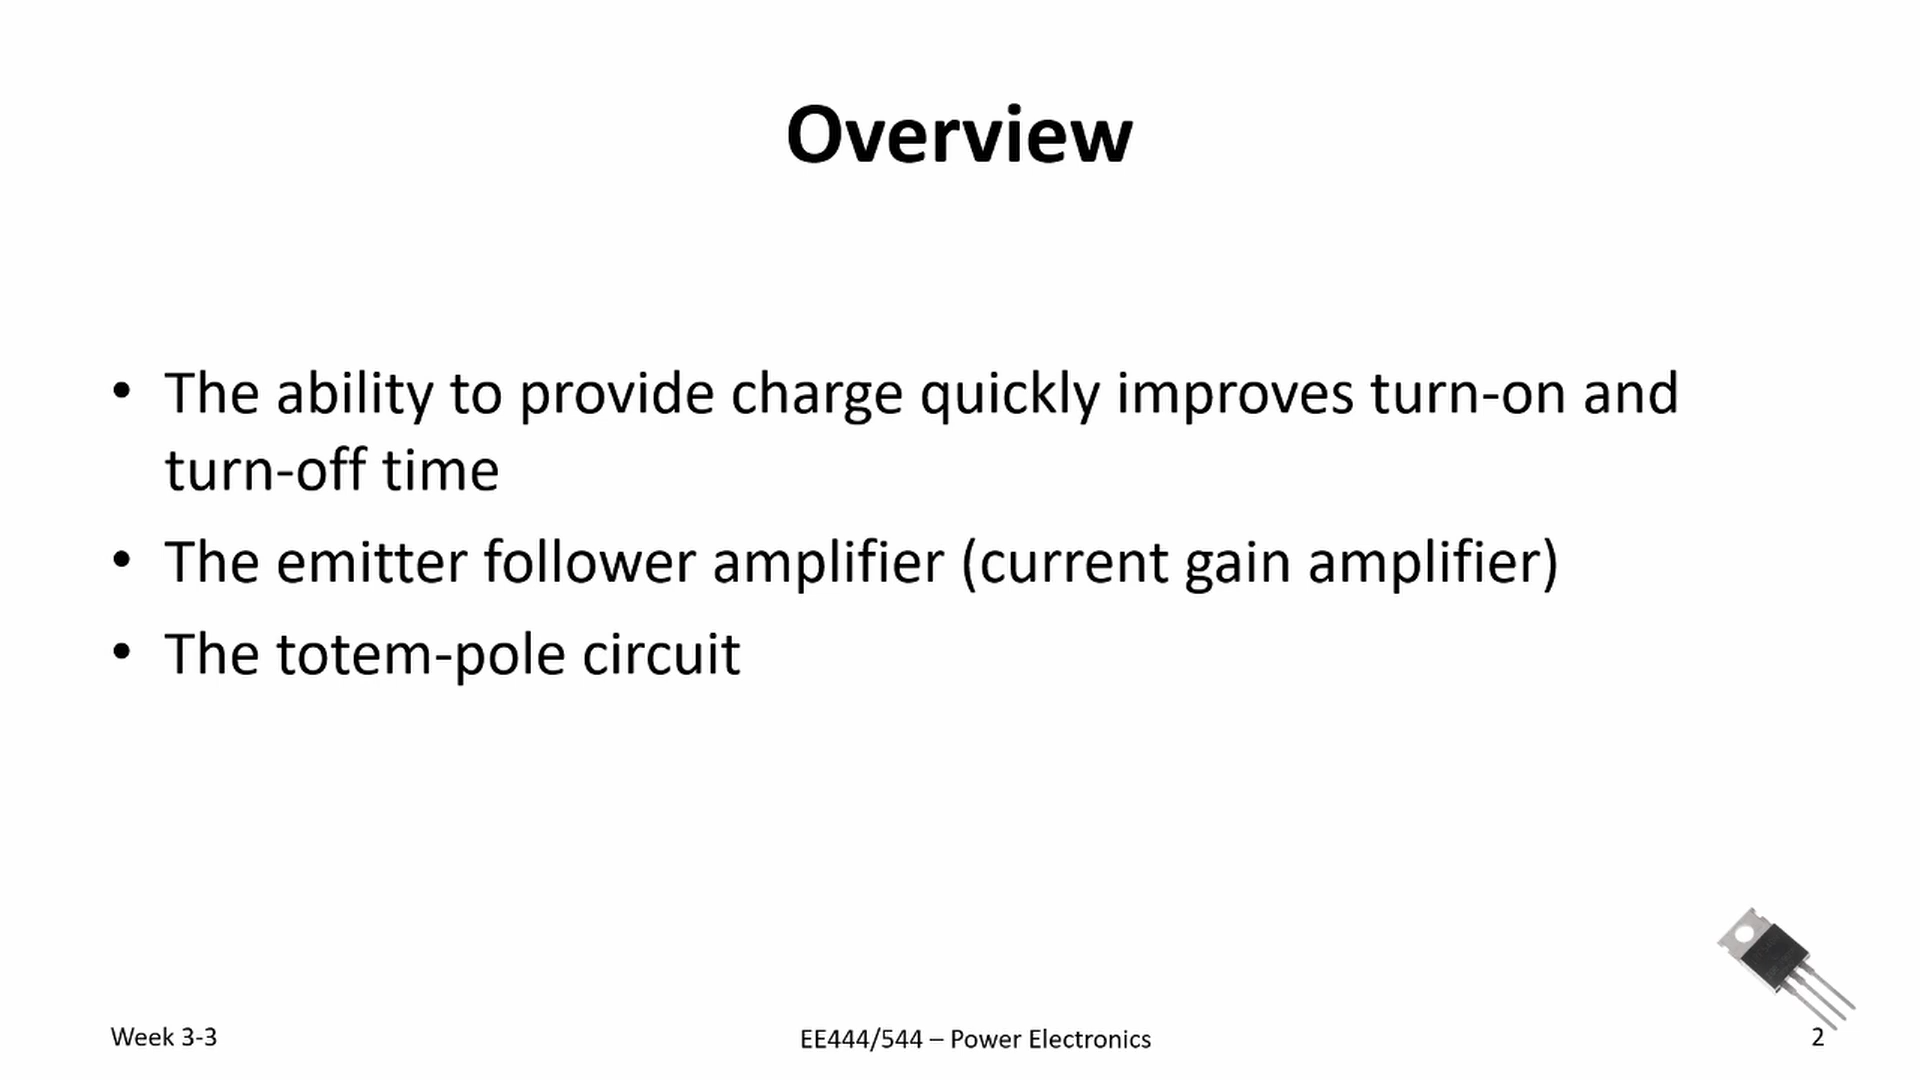 Overview
• The ability to provide charge quickly improves turn-on and
turn-off time
• The emitter follower amplifier (current gain amplifier)
• The totem-pole circuit
Week 3-3
EE444/544 – Power Electronics
2